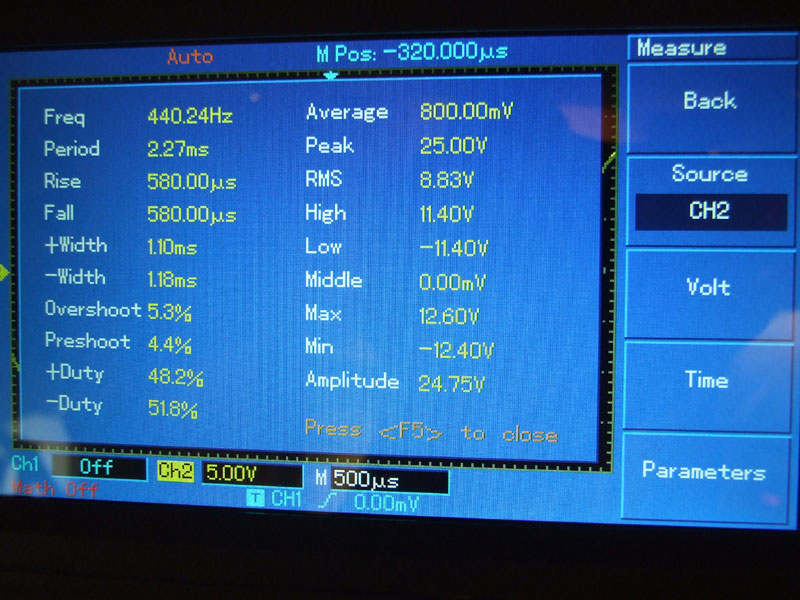 Auto M Pos: -320.000µs Measure
Freq 440.24Hz Average 800.00mV
Period 2.27ms Peak 25.00V
Rise 580.00µs RMS 8.83V
Fall 580.00µs High 11.40V
+Width 1.10ms Low -11.40V
-Width 1.18ms Middle 0.00mV
Overshoot 5.3% Max 12.60V
Preshoot 4.4% Min -12.40V
+Duty 48.2% Amplitude 24.75V
-Duty 51.8%
Press <F5> to close
Back
Source
CH2
Volt
Time
Parameters
Ch1 Off Ch2 5.00V M 500µs
Math Off T CH1 0.00mV